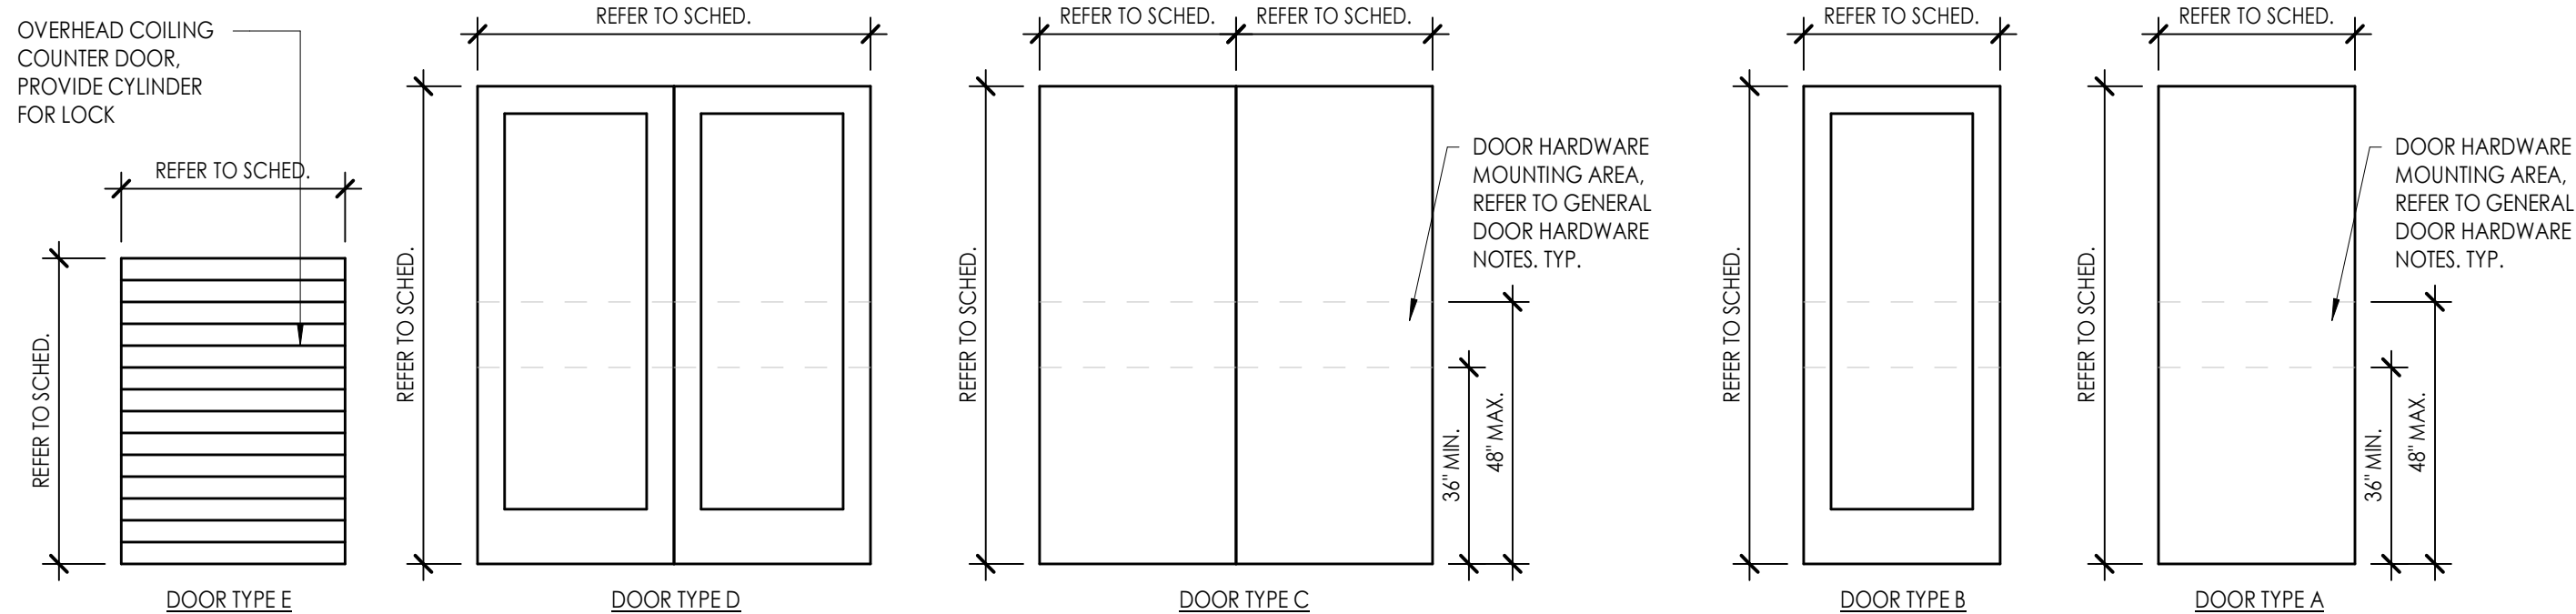 OVERHEAD COILING
COUNTER DOOR,
PROVIDE CYLINDER
FOR LOCK
REFER TO SCHED.
REFER TO SCHED.
DOOR TYPE E
REFER TO SCHED.
REFER TO SCHED.
DOOR TYPE D
REFER TO SCHED.
REFER TO SCHED.
REFER TO SCHED.
DOOR HARDWARE
MOUNTING AREA,
REFER TO GENERAL
DOOR HARDWARE
NOTES. TYP.
36" MIN.
48" MAX.
DOOR TYPE C
REFER TO SCHED.
REFER TO SCHED.
DOOR TYPE B
REFER TO SCHED.
REFER TO SCHED.
DOOR HARDWARE
MOUNTING AREA,
REFER TO GENERAL
DOOR HARDWARE
NOTES. TYP.
36" MIN.
48" MAX.
DOOR TYPE A